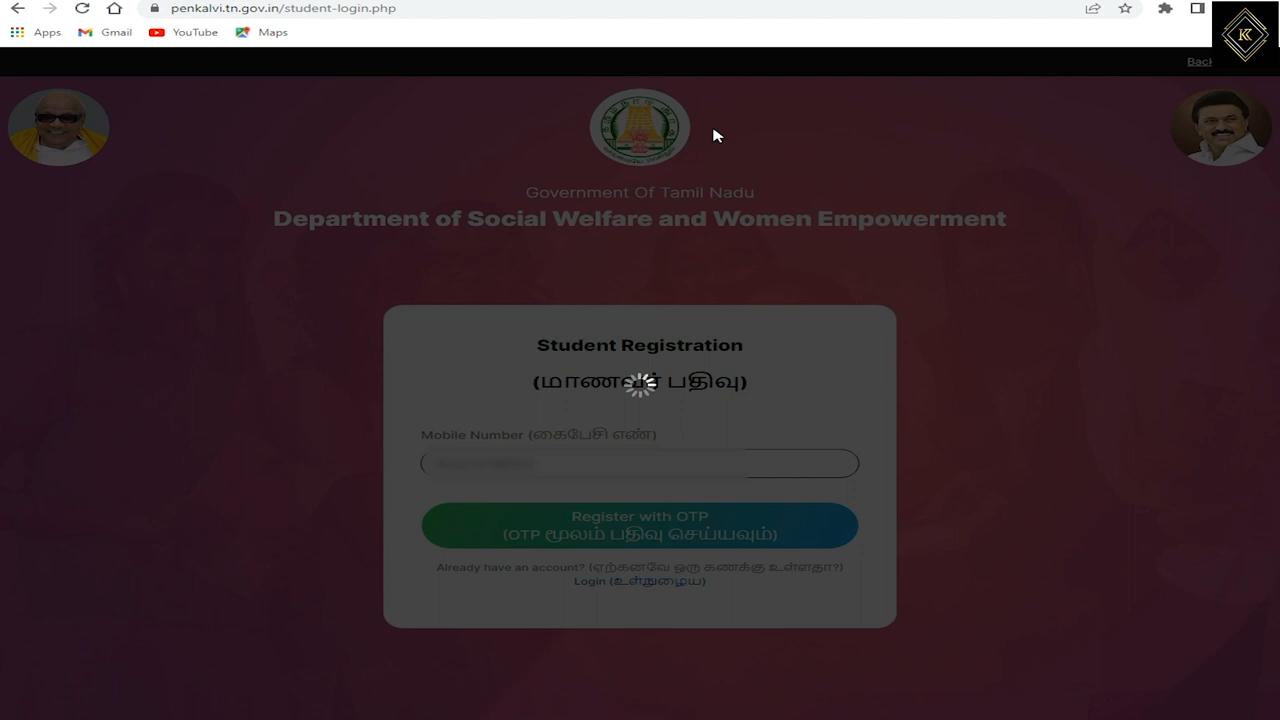 penkalvi.tn.gov.in/student-login.php
Apps Gmail YouTube Maps
Back
Government Of Tamil Nadu
Department of Social Welfare and Women Empowerment
Student Registration
(மாணவர் பதிவு)
Mobile Number (கைபேசி எண்)
Register with OTP
(OTP மூலம் பதிவு செய்யவும்)
Already have an account? (ஏற்கனவே ஒரு கணக்கு உள்ளதா?)
Login (உள்நுழைய)